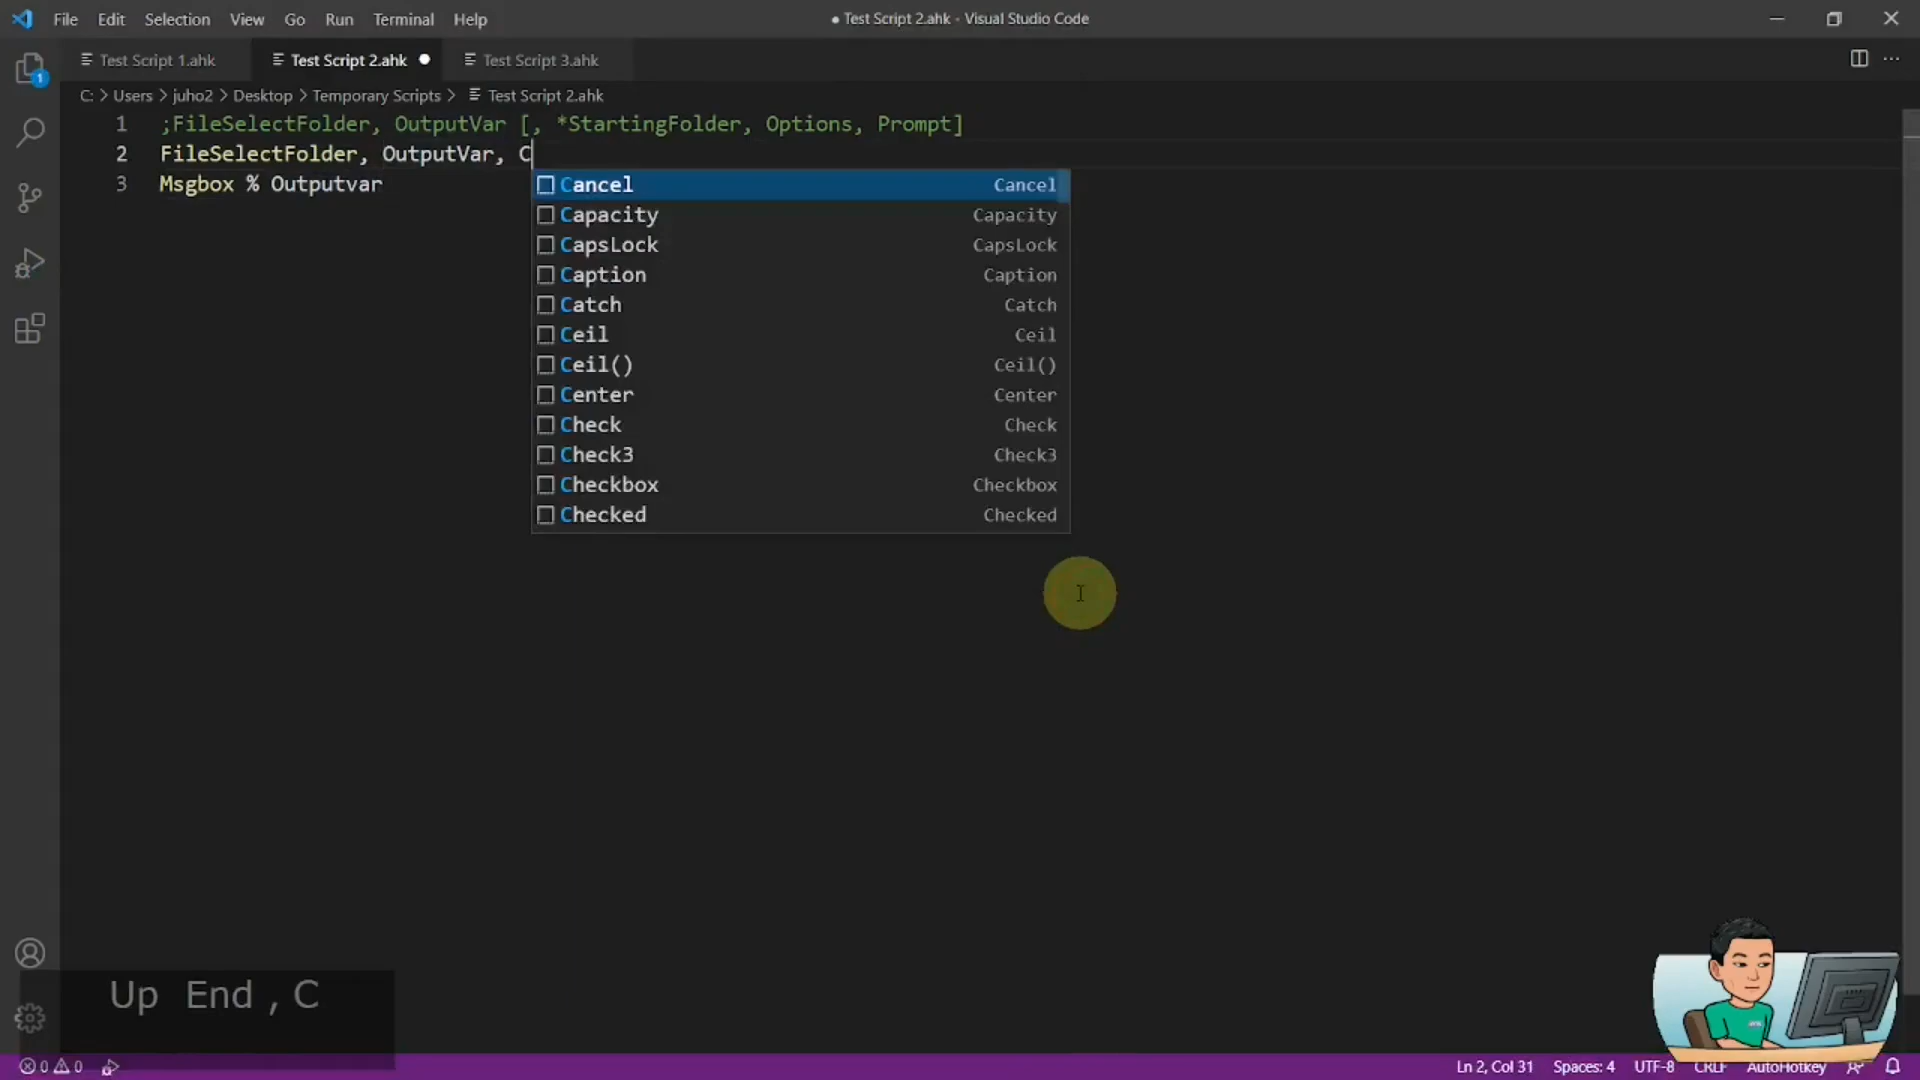 File Edit Selection View Go Run Terminal Help
● Test Script 2.ahk - Visual Studio Code
Test Script 1.ahk
Test Script 2.ahk ●
Test Script 3.ahk
1
C: > Users > juho2 > Desktop > Temporary Scripts > Test Script 2.ahk
1 ;FileSelectFolder, OutputVar [, *StartingFolder, Options, Prompt]
2 FileSelectFolder, OutputVar, C
3 Msgbox % Outputvar
Cancel Cancel
Capacity Capacity
CapsLock CapsLock
Caption Caption
Catch Catch
Ceil Ceil
Ceil() Ceil()
Center Center
Check Check
Check3 Check3
Checkbox Checkbox
Checked Checked
Up End , C
0 0
Ln 2, Col 31 Spaces: 4 UTF-8 CRLF AutoHotkey